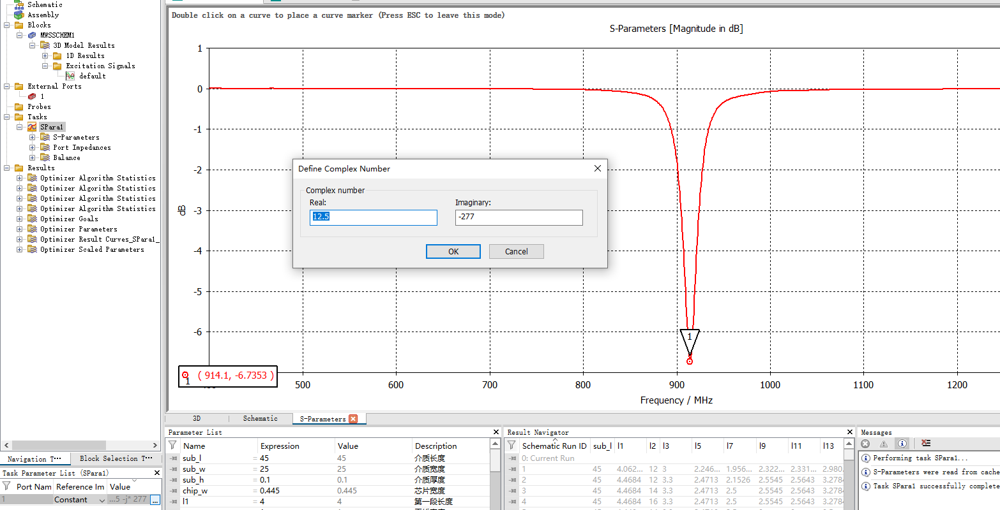 Schematic
Assembly
Blocks
MWSSCHEM1
3D Model Results
1D Results
Excitation Signals
default
External Ports
1
Probes
Tasks
SPara1
S-Parameters
Port Impedances
Balance
Results
Optimizer Algorithm Statistics
Optimizer Algorithm Statistics
Optimizer Algorithm Statistics
Optimizer Algorithm Statistics
Optimizer Goals
Optimizer Parameters
Optimizer Result Curves_SPara1_
Optimizer Scaled Parameters
Navigation T··· Block Selection T···
Task Parameter List (SPara1)
Port Nam Reference Im Value
1 Constant ...5 -j* 277 ...
Double click on a curve to place a curve marker (Press ESC to leave this mode)
S-Parameters [Magnitude in dB]
1
0
-1
-2
-3
-4
-5
-6
dB
1
1 ( 914.1, -6.7353 )
500 600 700 800 900 1000 1100 1200
Frequency / MHz
Define Complex Number
Complex number
Real: Imaginary:
12.5 -277
OK Cancel
3D Schematic S-Parameters
Parameter List
Name Expression Value Description
sub_l = 45 45 介质长度
sub_w = 25 25 介质宽度
sub_h = 0.1 0.1 介质厚度
chip_w = 0.445 0.445 芯片宽度
l1 = 4 4 第一段长度
Result Navigator
Schematic Run ID sub_l l1 l2 l3 l5 l7 l9 l11 l13
0: Current Run
1 45 4.062... 12 3 2.246... 1.956... 2.322... 2.331... 2.980
2 45 4.4684 12 3.3 2.4713 2.1526 2.5545 2.5643 3.2784
3 45 4.4684 14 3.3 2.4713 2.5 2.5545 2.5643 3.2784
4 45 4.4684 16 3.3 2.4713 2.5 2.5545 2.5643 3.2784
Messages
Performing task SPara1...
S-Parameters were read from cache
Task SPara1 successfully complete